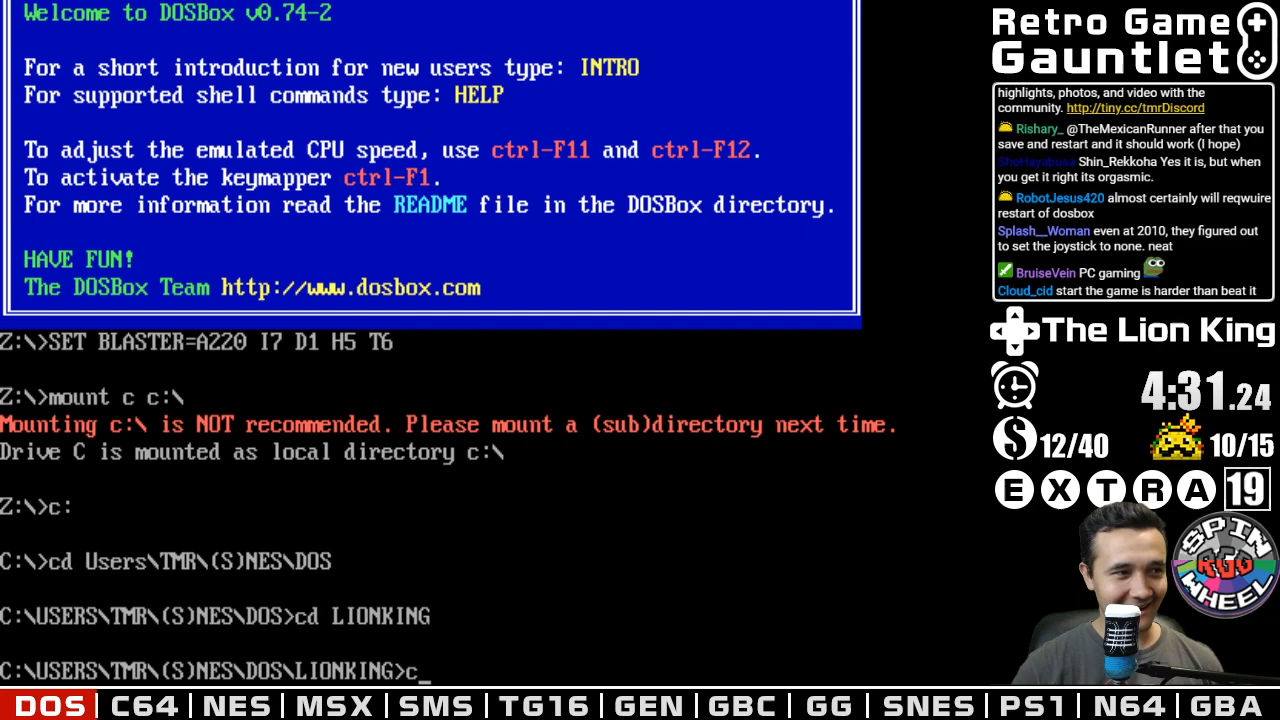 Welcome to DOSBox v0.74-2
For a short introduction for new users type: INTRO
For supported shell commands type: HELP
To adjust the emulated CPU speed, use ctrl-F11 and ctrl-F12.
To activate the keymapper ctrl-F1.
For more information read the README file in the DOSBox directory.
HAVE FUN!
The DOSBox Team http://www.dosbox.com
Z:\>SET BLASTER=A220 I7 D1 H5 T6
Z:\>mount c c:\
Mounting c:\ is NOT recommended. Please mount a (sub)directory next time.
Drive C is mounted as local directory c:\
Z:\>c:
C:\>cd Users\TMR\(S)NES\DOS
C:\USERS\TMR\(S)NES\DOS>cd LIONKING
C:\USERS\TMR\(S)NES\DOS\LIONKING>c_
Retro Game
Gauntlet
highlights, photos, and video with the
community. http://tiny.cc/tmrDiscord
Rishary_ @TheMexicanRunner after that you
save and restart and it should work (I hope)
ShoHayabusa Shin_Rekkoha Yes it is, but when
you get it right its orgasmic.
RobotJesus420 almost certainly will reqwuire
restart of dosbox
Splash__Woman even at 2010, they figured out
to set the joystick to none. neat
BruiseVein PC gaming
Cloud_cid start the game is harder than beat it
The Lion King
4:31.24
$ 12/40 10/15
E X T R A 19
SPIN
RGG
WHEEL
DOS | C64 | NES | MSX | SMS | TG16 | GEN | GBC | GG | SNES | PS1 | N64 | GBA